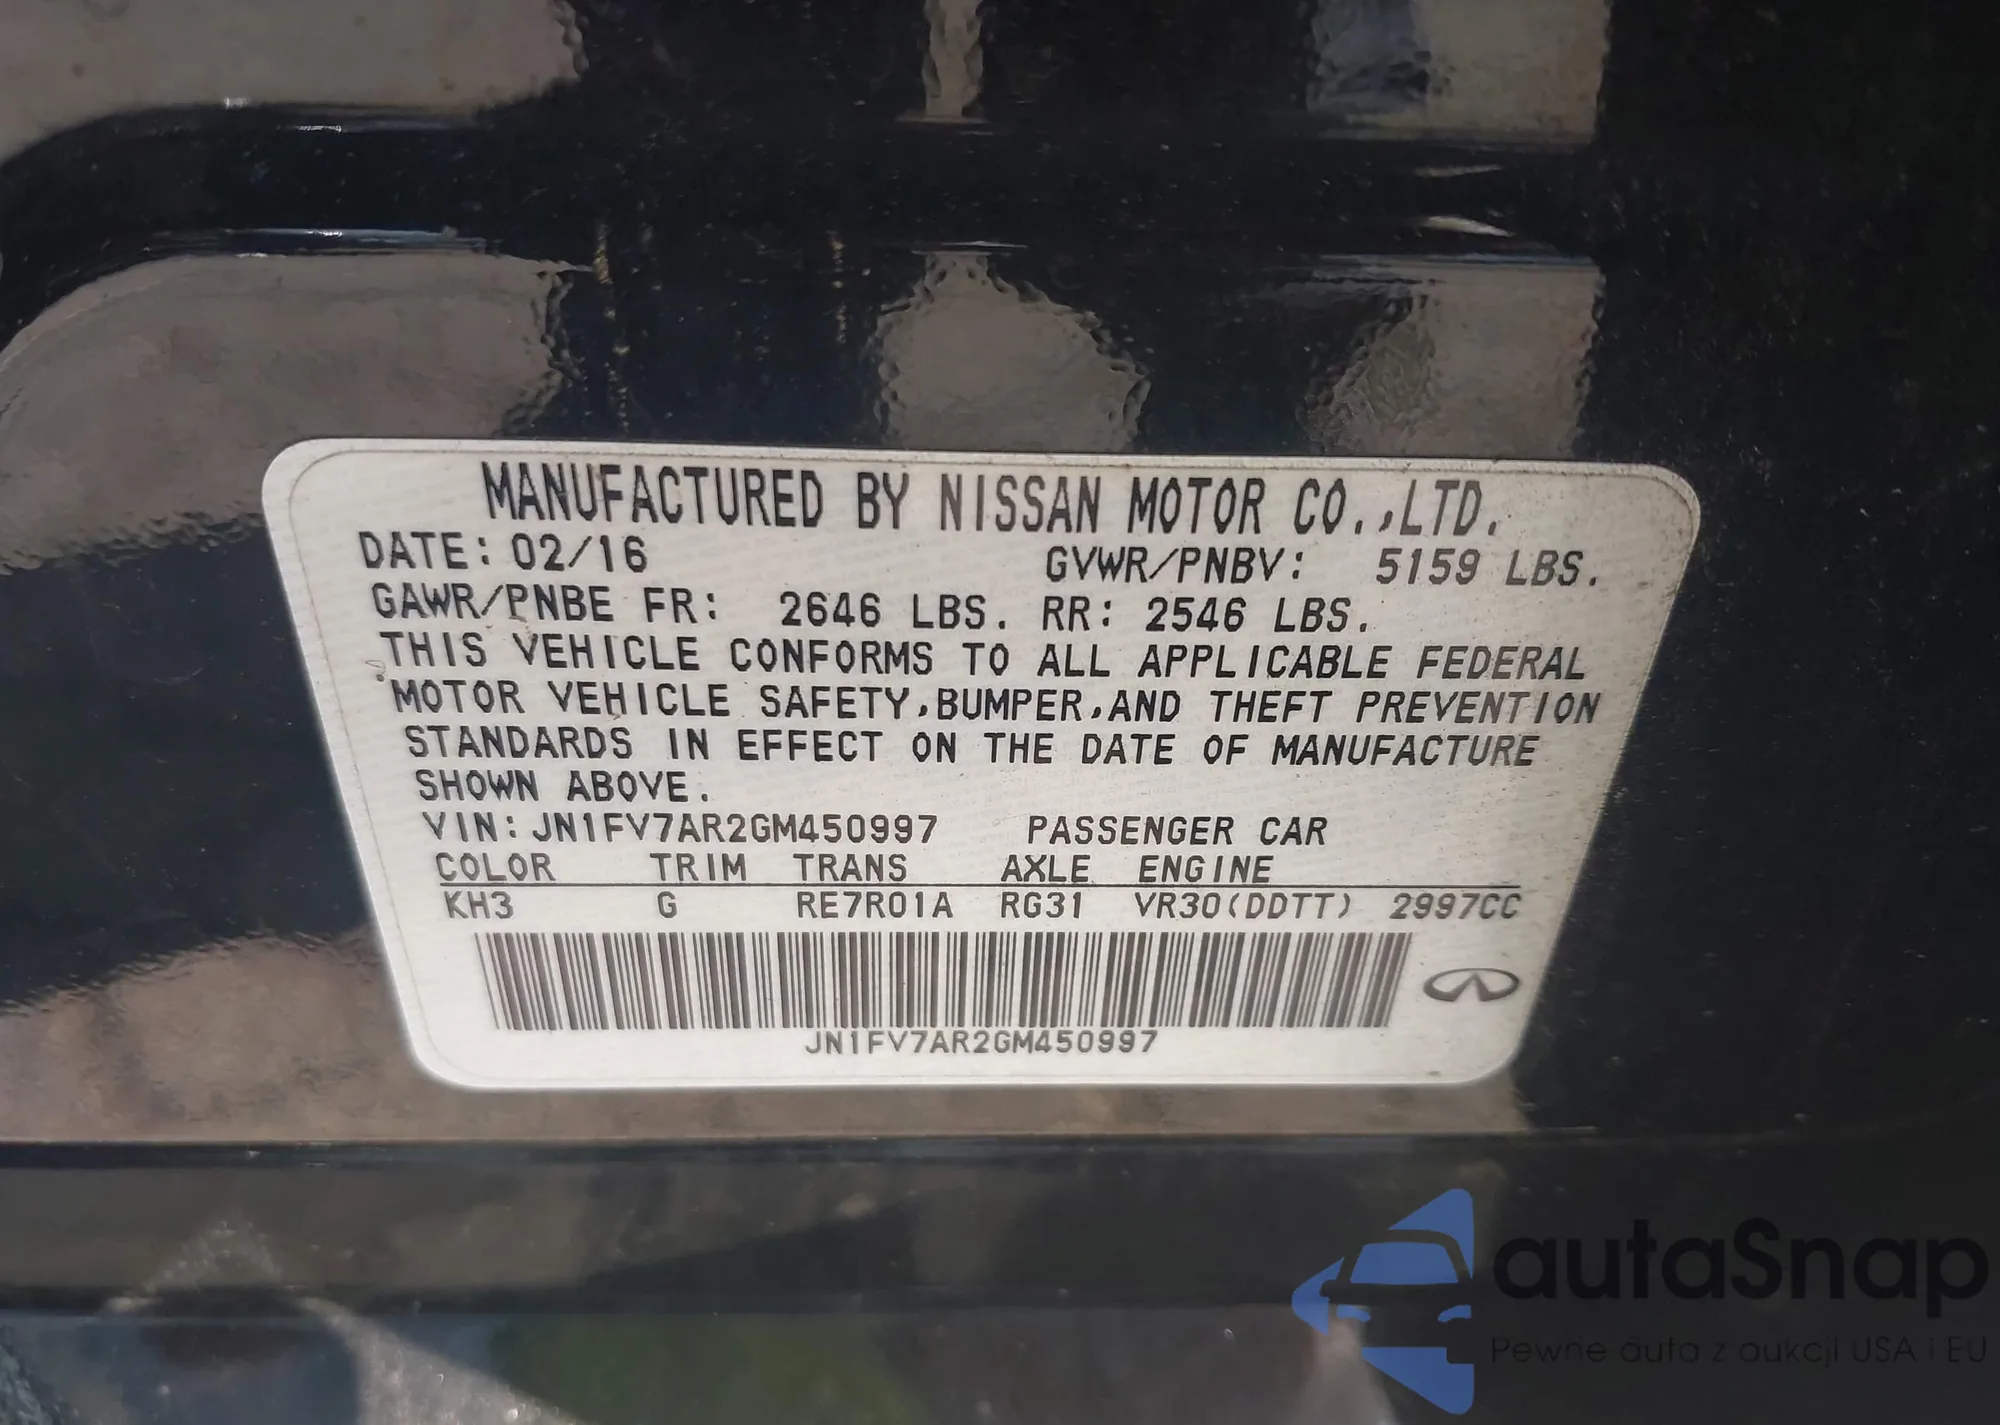 MANUFACTURED BY NISSAN MOTOR CO.,LTD.
DATE: 02/16 GVWR/PNBV: 5159 LBS.
GAWR/PNBE FR: 2646 LBS. RR: 2546 LBS.
THIS VEHICLE CONFORMS TO ALL APPLICABLE FEDERAL
MOTOR VEHICLE SAFETY,BUMPER,AND THEFT PREVENTION
STANDARDS IN EFFECT ON THE DATE OF MANUFACTURE
SHOWN ABOVE.
VIN: JN1FV7AR2GM450997 PASSENGER CAR
COLOR TRIM TRANS AXLE ENGINE
KH3 G RE7R01A RG31 VR30(DDTT) 2997CC
JN1FV7AR2GM450997
autaSnap
Pewne auta z aukcji USA i EU